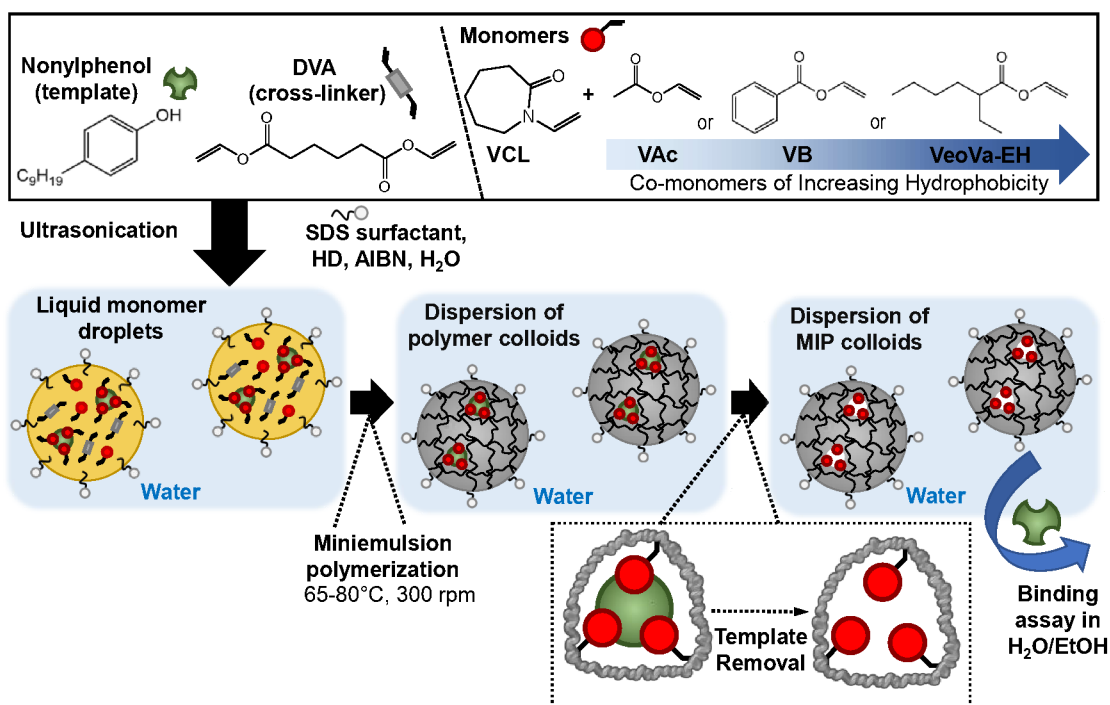 Nonylphenol
(template)
OH
C₉H₁₉
DVA
(cross-linker)
O
O
O
O
Monomers
O
N
VCL
+
O
O
or
O
O
or
O
O
VAc
VB
VeoVa-EH
Co-monomers of Increasing Hydrophobicity
Ultrasonication
SDS surfactant,
HD, AIBN, H₂O
Liquid monomer
droplets
Water
Dispersion of
polymer colloids
Water
Dispersion of
MIP colloids
Water
Miniemulsion
polymerization
65-80°C, 300 rpm
Template
Removal
Binding
assay in
H₂O/EtOH